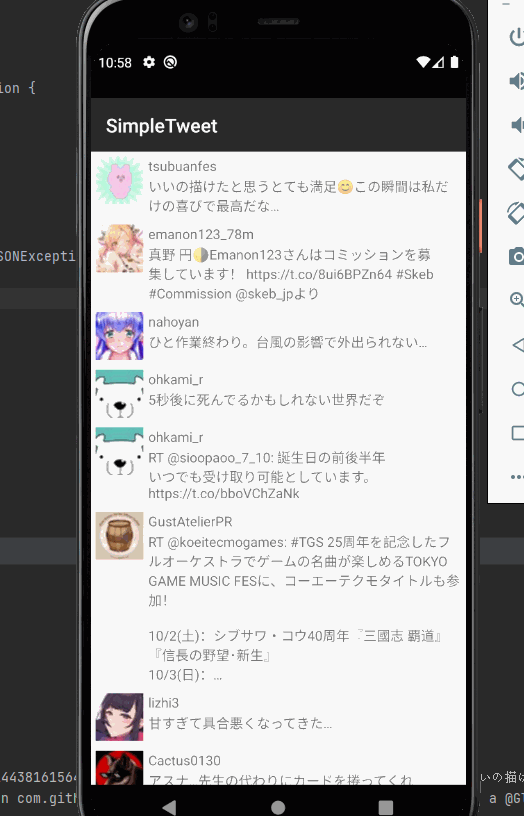 ion {
10:58
SimpleTweet
tsubuanfes
いいの描けたと思うとても満足😄この瞬間は私だ
けの喜びで最高だな…
emanon123_78m
真野 円🌗Emanon123さんはコミッションを募
集しています！ https://t.co/8ui6BPZn64 #Skeb
#Commission @skeb_jpより
SONExcepti
nahoyan
ひと作業終わり。台風の影響で外出られない…
ohkami_r
5秒後に死んでるかもしれない世界だぞ
ohkami_r
RT @sioopaoo_7_10: 誕生日の前後半年
いつでも受け取り可能としています。
https://t.co/bboVChZaNk
GustAtelierPR
RT @koeitecmogames: #TGS 25周年を記念したフ
ルオーケストラでゲームの名曲が楽しめるTOKYO
GAME MUSIC FESに、コーエーテクモタイトルも参
加！
10/2(土)：シブサワ・コウ40周年『三國志 覇道』
『信長の野望･新生』
10/3(日)：…
lizhi3
甘すぎて具合悪くなってきた…
Cactus0130
アスナ 先生の代わりにカードを捲ってくれ
4438161564
いの描け
n com.gith
a @GT